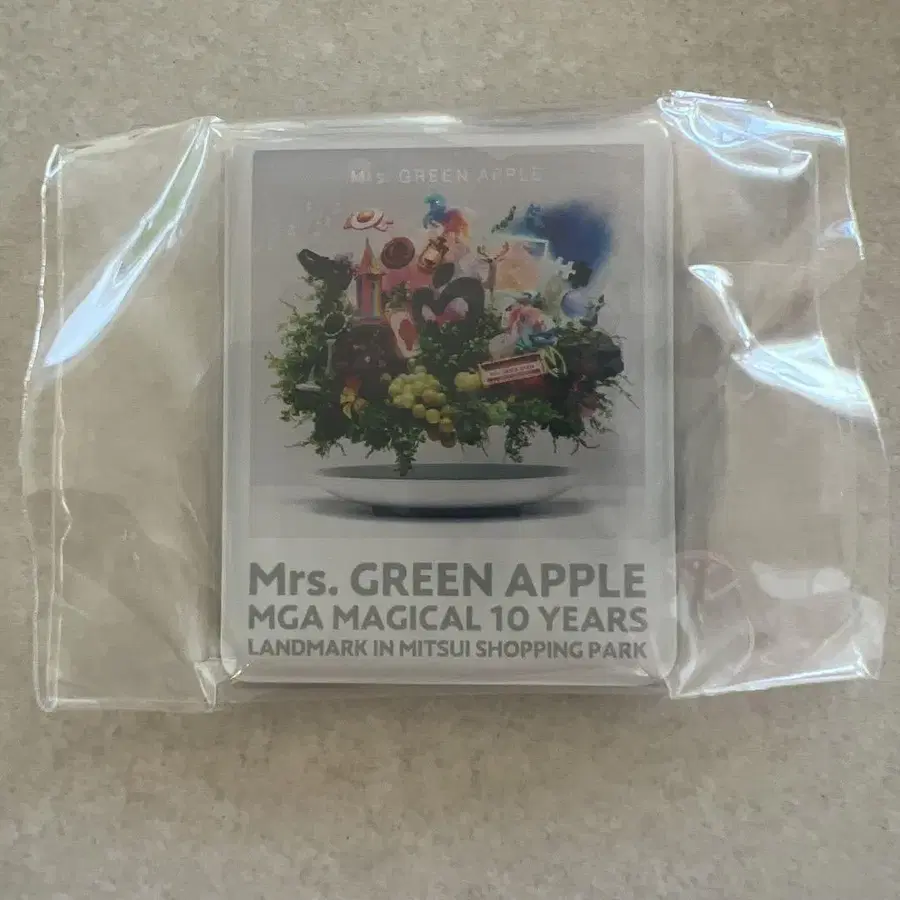 Mrs. GREEN APPLE
Mrs. GREEN APPLE
MGA MAGICAL 10 YEARS
LANDMARK IN MITSUI SHOPPING PARK